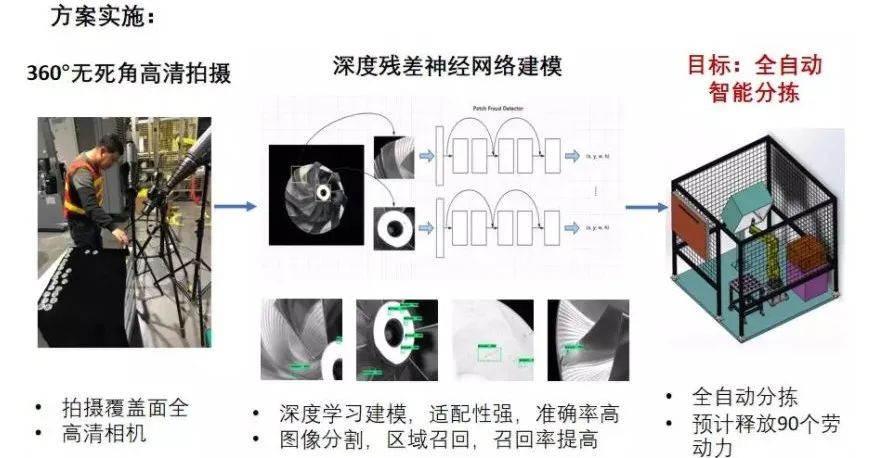 方案实施：
360°无死角高清拍摄
深度残差神经网络建模
目标：全自动
智能分拣
Patch Fraud Detector
(x, y, w, h)
(x, y, w, h)
• 拍摄覆盖面全
• 高清相机
• 深度学习建模，适配性强，准确率高
• 图像分割，区域召回，召回率提高
• 全自动分拣
• 预计释放90个劳
动力